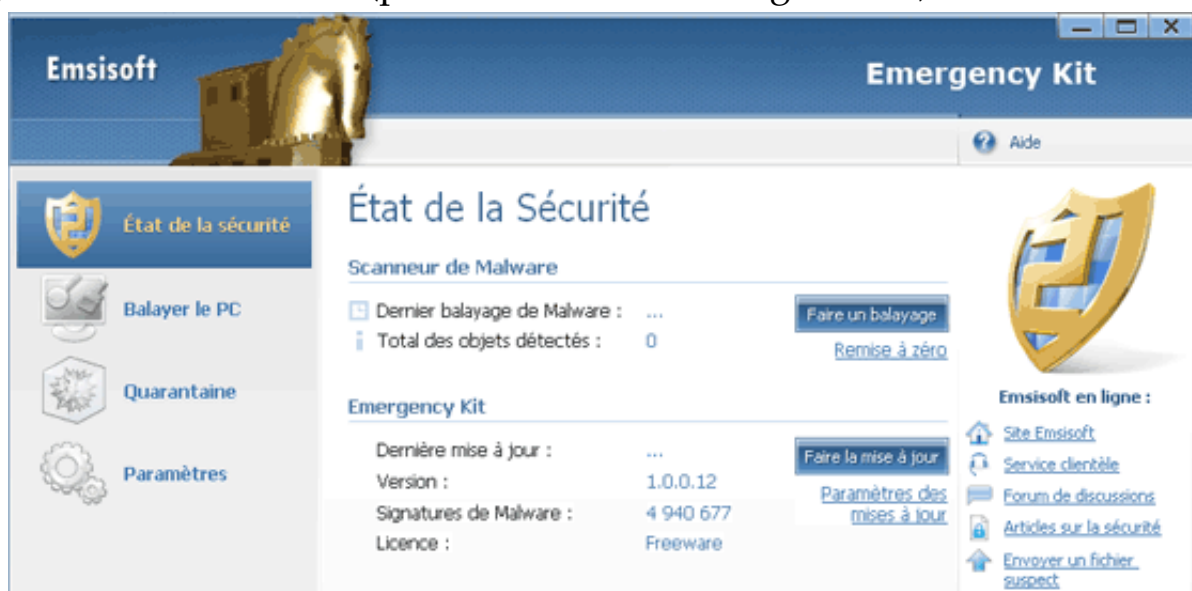 Emsisoft
Emergency Kit
Aide
État de la sécurité
Balayer le PC
Quarantaine
Paramètres
État de la Sécurité
Scanneur de Malware
Dernier balayage de Malware : ...
Faire un balayage
Total des objets détectés : 0
Remise à zéro
Emergency Kit
Dernière mise à jour : ...
Faire la mise à jour
Version : 1.0.0.12
Paramètres des
mises à jour
Signatures de Malware : 4 940 677
Licence : Freeware
Emsisoft en ligne :
Site Emsisoft
Service clientèle
Forum de discussions
Articles sur la sécurité
Envoyer un fichier
suspect